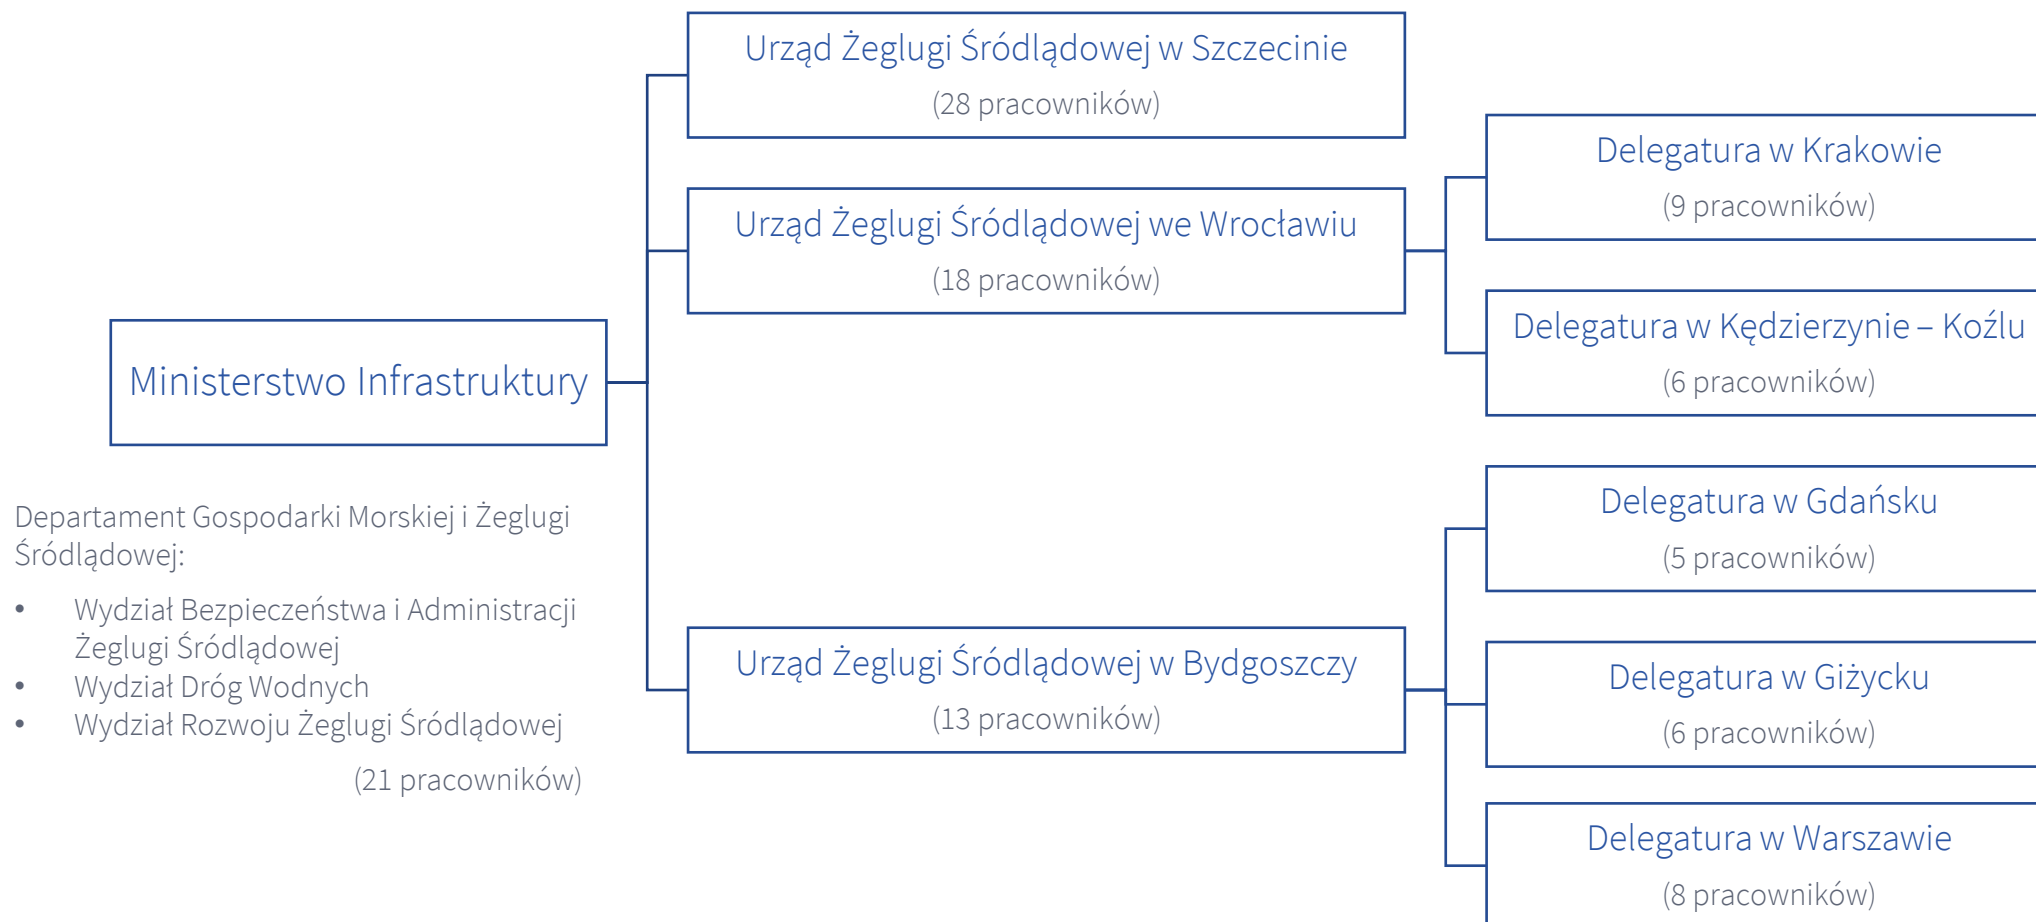 Ministerstwo Infrastruktury
Departament Gospodarki Morskiej i Żeglugi
Śródlądowej:
• Wydział Bezpieczeństwa i Administracji
Żeglugi Śródlądowej
• Wydział Dróg Wodnych
• Wydział Rozwoju Żeglugi Śródlądowej
(21 pracowników)
Urząd Żeglugi Śródlądowej w Szczecinie
(28 pracowników)
Urząd Żeglugi Śródlądowej we Wrocławiu
(18 pracowników)
Urząd Żeglugi Śródlądowej w Bydgoszczy
(13 pracowników)
Delegatura w Krakowie
(9 pracowników)
Delegatura w Kędzierzynie – Koźlu
(6 pracowników)
Delegatura w Gdańsku
(5 pracowników)
Delegatura w Giżycku
(6 pracowników)
Delegatura w Warszawie
(8 pracowników)